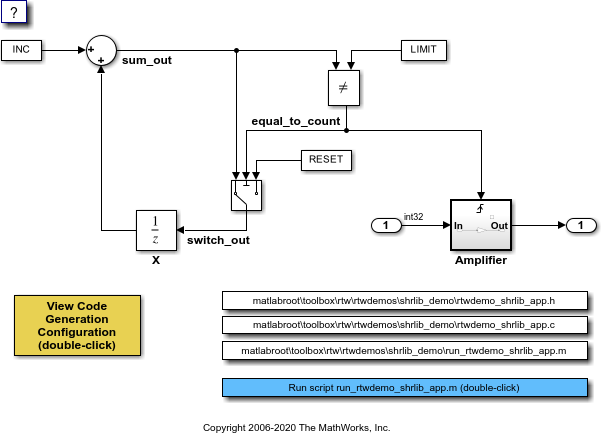 ?
INC
+
+
sum_out
LIMIT
≠
equal_to_count
RESET
1
z
X
switch_out
1
int32
In
Out
1
Amplifier
View Code
Generation
Configuration
(double-click)
matlabroot\toolbox\rtw\rtwdemos\shrlib_demo\rtwdemo_shrlib_app.h
matlabroot\toolbox\rtw\rtwdemos\shrlib_demo\rtwdemo_shrlib_app.c
matlabroot\toolbox\rtw\rtwdemos\shrlib_demo\run_rtwdemo_shrlib_app.m
Run script run_rtwdemo_shrlib_app.m (double-click)
Copyright 2006-2020 The MathWorks, Inc.